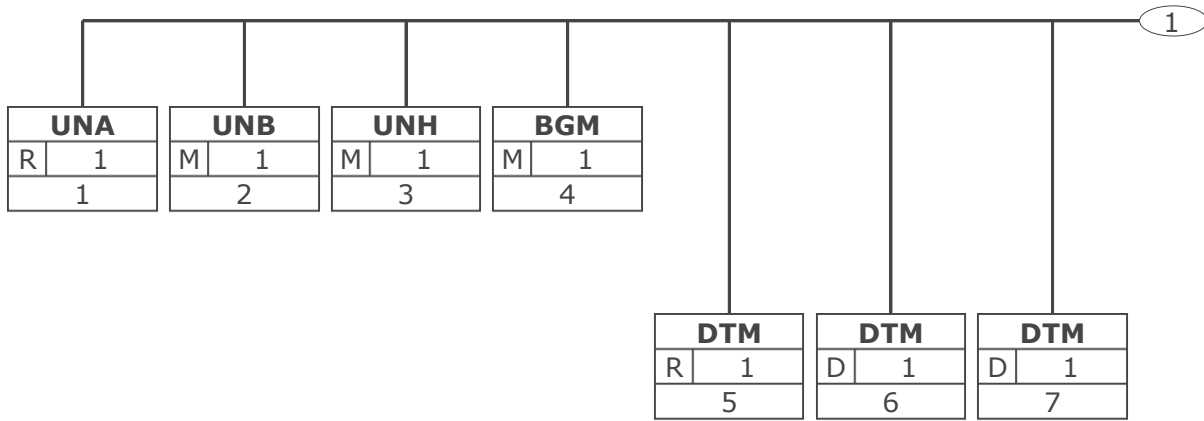 1
UNA UNB UNH BGM
R 1 M 1 M 1 M 1
1 2 3 4
DTM DTM DTM
R 1 D 1 D 1
5 6 7